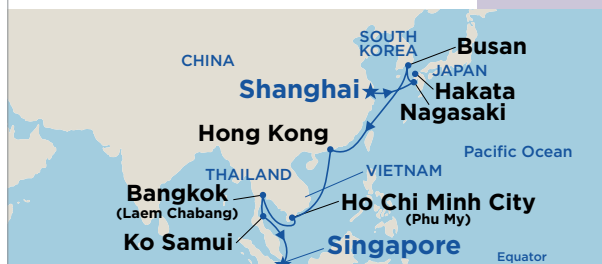 SOUTH
KOREA
Busan
CHINA
JAPAN
Shanghai
Hakata
Nagasaki
Hong Kong
Pacific Ocean
THAILAND
VIETNAM
Bangkok
(Laem Chabang)
Ho Chi Minh City
(Phu My)
Ko Samui
Singapore
Equator